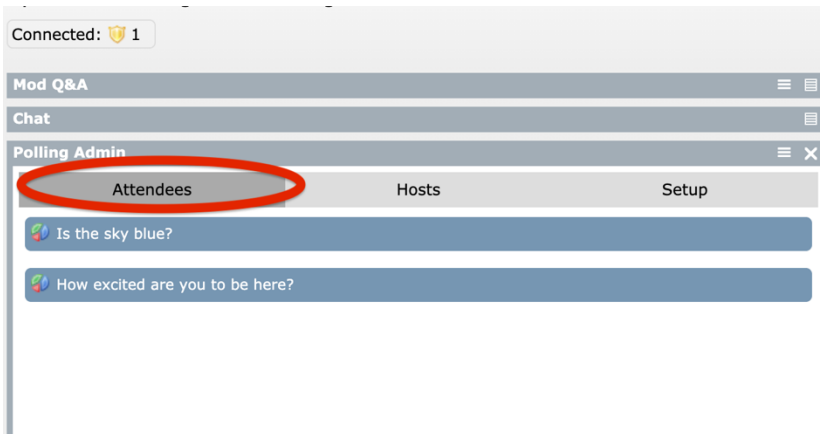 Connected: 1
Mod Q&A
Chat
Polling Admin
Attendees Hosts Setup
Is the sky blue?
How excited are you to be here?